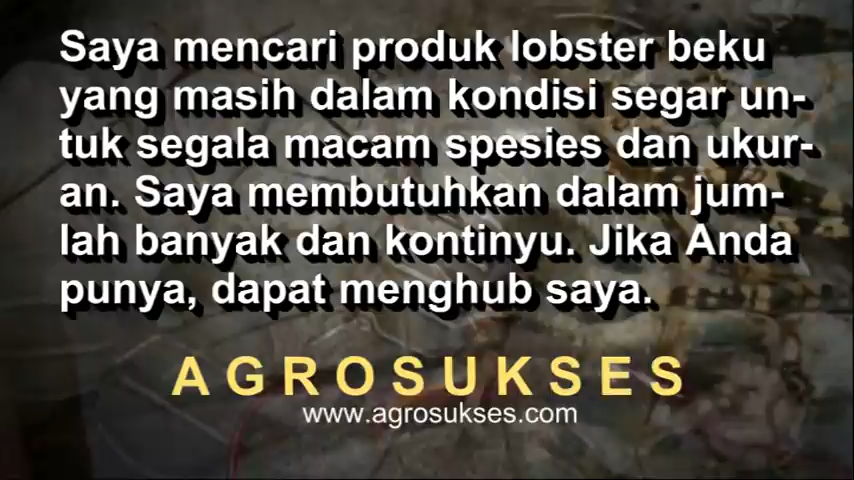 Saya mencari produk lobster beku
yang masih dalam kondisi segar un-
tuk segala macam spesies dan ukur-
an. Saya membutuhkan dalam jum-
lah banyak dan kontinyu. Jika Anda
punya, dapat menghub saya.
AGROSUKSES
www.agrosukses.com